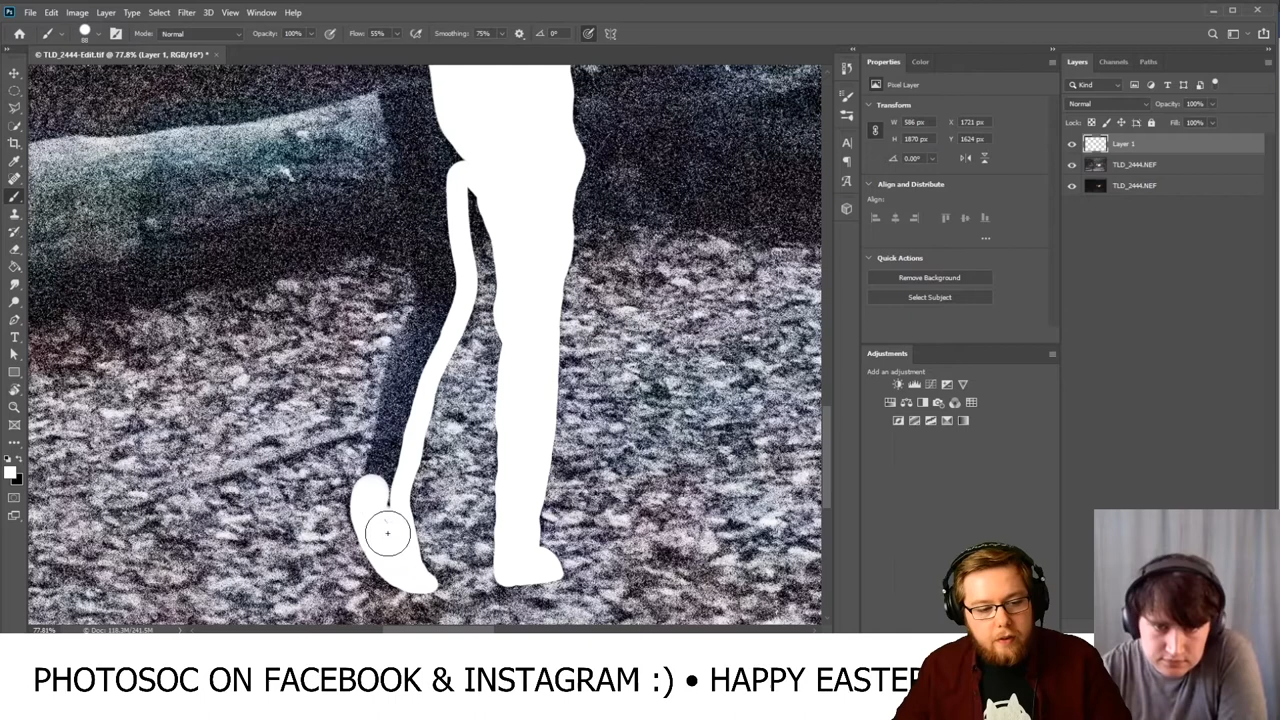 File Edit Image Layer Type Select Filter 3D View Window Help
Mode: Normal Opacity: 100% Flow: 55% Smoothing: 75% 0°
88
© TLD_2444-Edit.tif @ 77.8% (Layer 1, RGB/16*) * ×
Properties Color
Pixel Layer
Transform
W 586 px X 1721 px
H 1870 px Y 1624 px
0.00°
Align and Distribute
Align:
Quick Actions
Remove Background
Select Subject
Adjustments
Add an adjustment
Layers Channels Paths
Kind
Normal Opacity: 100%
Lock: Fill: 100%
Layer 1
TLD_2444.NEF
TLD_2444.NEF
77.81% Doc: 118.3M/241.5M
PHOTOSOC ON FACEBOOK & INSTAGRAM :) • HAPPY EASTER